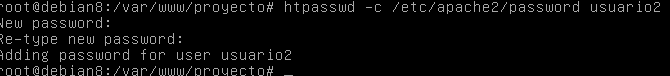 root@debian8:/var/www/proyecto# htpasswd -c /etc/apache2/password usuario2
New password:
Re-type new password:
Adding password for user usuario2
root@debian8:/var/www/proyecto# _